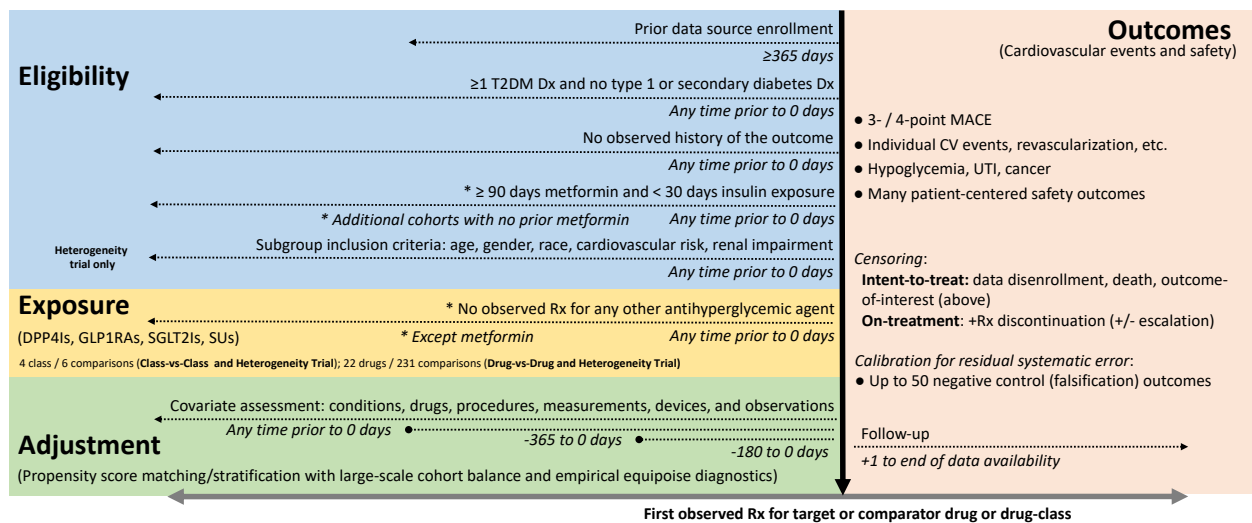 Eligibility
Prior data source enrollment
≥365 days
≥1 T2DM Dx and no type 1 or secondary diabetes Dx
Any time prior to 0 days
No observed history of the outcome
Any time prior to 0 days
* ≥ 90 days metformin and < 30 days insulin exposure
* Additional cohorts with no prior metformin Any time prior to 0 days
Heterogeneity
trial only
Subgroup inclusion criteria: age, gender, race, cardiovascular risk, renal impairment
Any time prior to 0 days
Exposure
(DPP4Is, GLP1RAs, SGLT2Is, SUs)
* No observed Rx for any other antihyperglycemic agent
* Except metformin Any time prior to 0 days
4 class / 6 comparisons (Class-vs-Class and Heterogeneity Trial); 22 drugs / 231 comparisons (Drug-vs-Drug and Heterogeneity Trial)
Adjustment
Covariate assessment: conditions, drugs, procedures, measurements, devices, and observations
Any time prior to 0 days
-365 to 0 days
-180 to 0 days
(Propensity score matching/stratification with large-scale cohort balance and empirical equipoise diagnostics)
Outcomes
(Cardiovascular events and safety)
● 3- / 4-point MACE
● Individual CV events, revascularization, etc.
● Hypoglycemia, UTI, cancer
● Many patient-centered safety outcomes
Censoring:
Intent-to-treat: data disenrollment, death, outcome-
of-interest (above)
On-treatment: +Rx discontinuation (+/- escalation)
Calibration for residual systematic error:
● Up to 50 negative control (falsification) outcomes
Follow-up
+1 to end of data availability
First observed Rx for target or comparator drug or drug-class